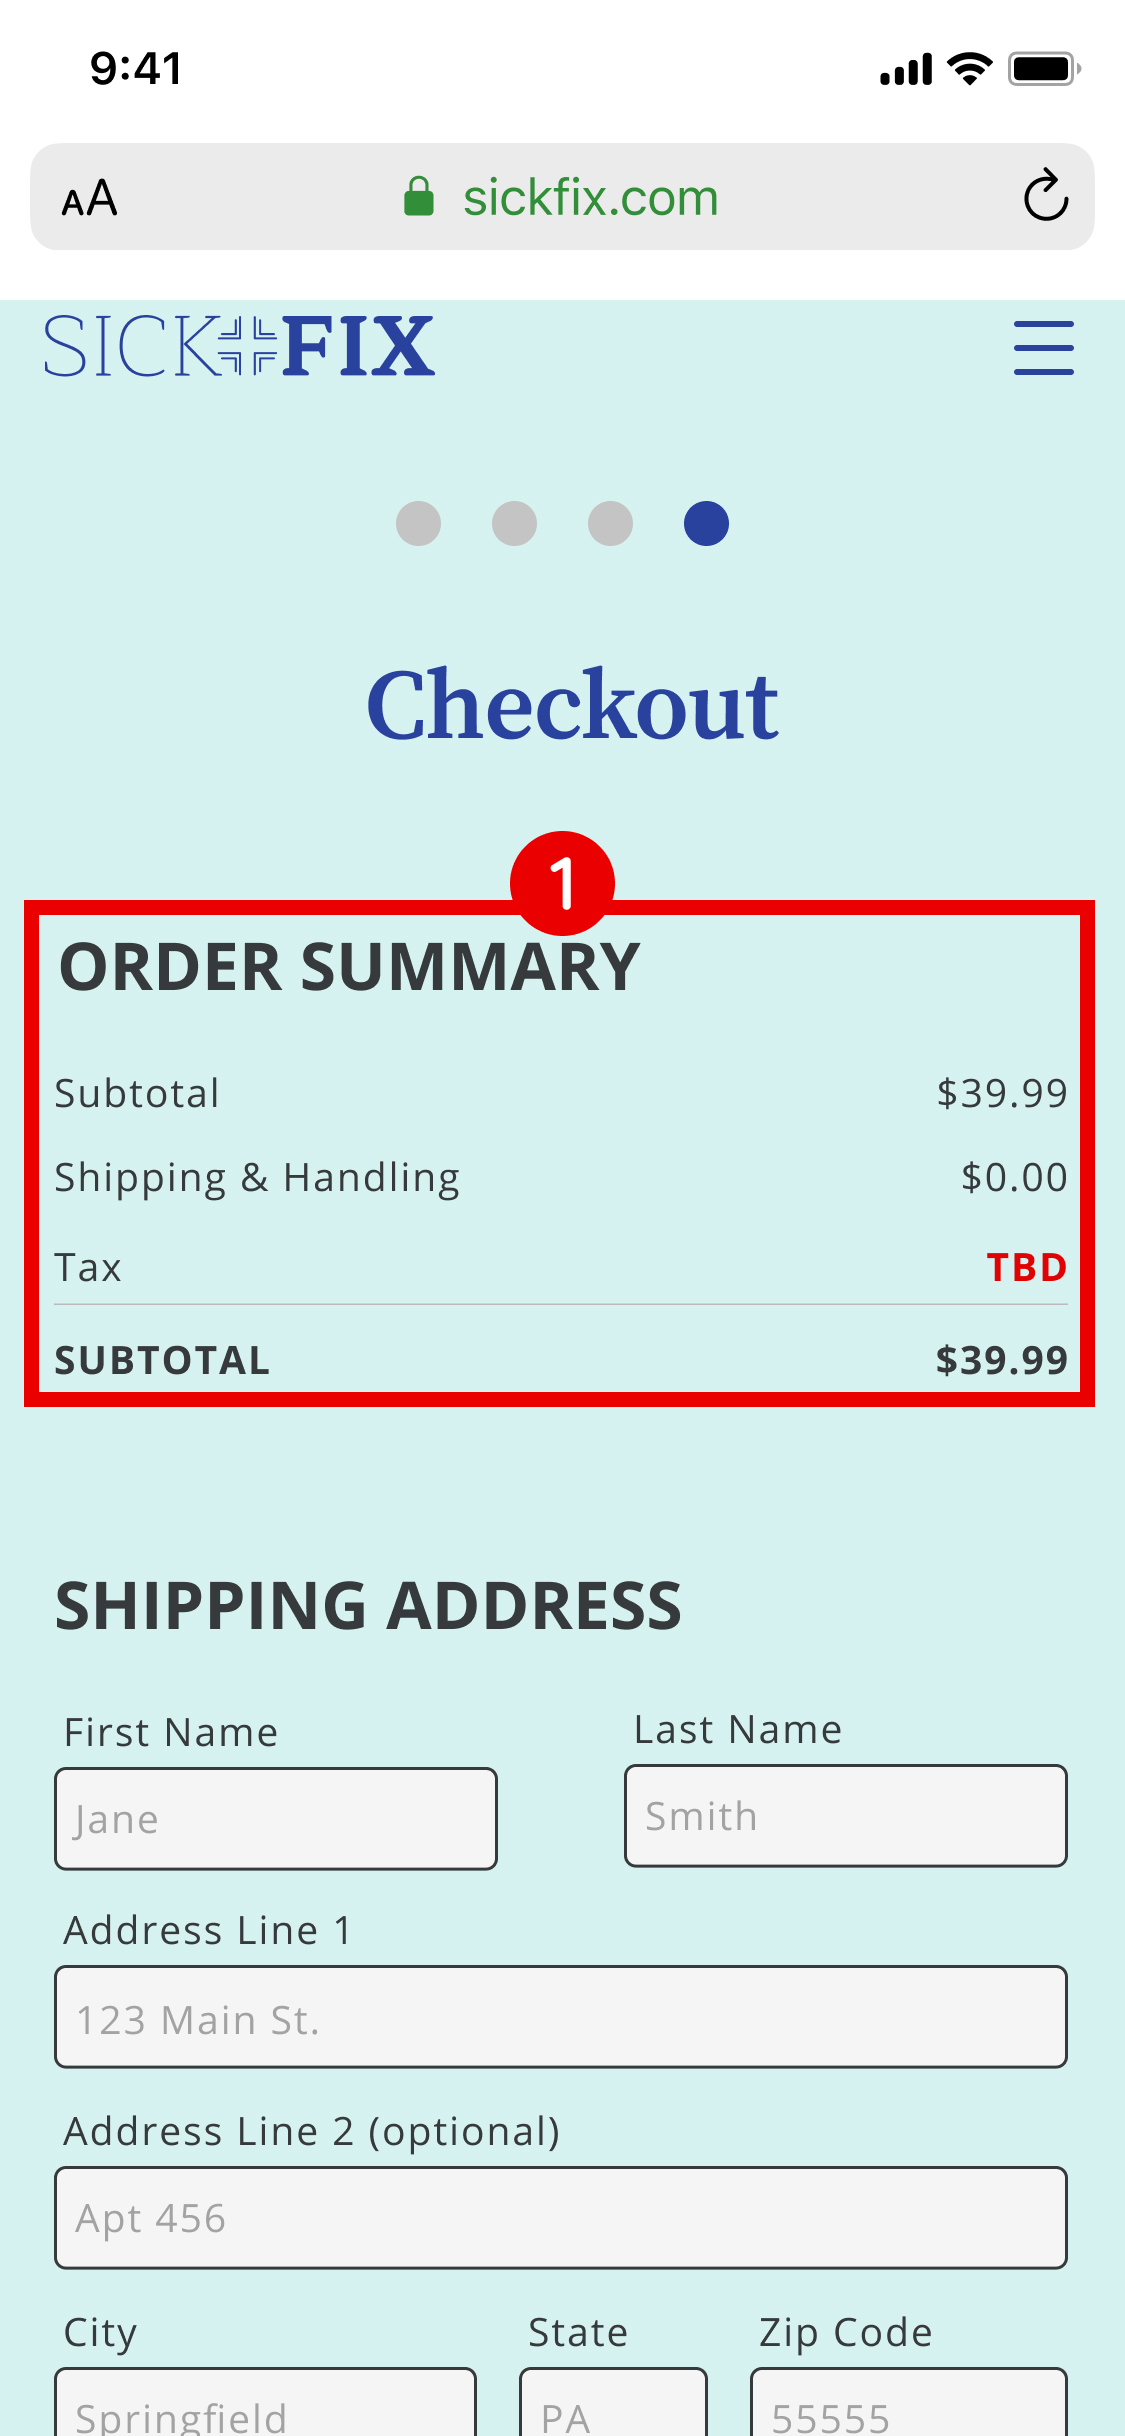 9:41
AA sickfix.com
SICK FIX
Checkout
1
ORDER SUMMARY
Subtotal $39.99
Shipping & Handling $0.00
Tax TBD
SUBTOTAL $39.99
SHIPPING ADDRESS
First Name Last Name
Jane Smith
Address Line 1
123 Main St.
Address Line 2 (optional)
Apt 456
City State Zip Code
Springfield PA 55555